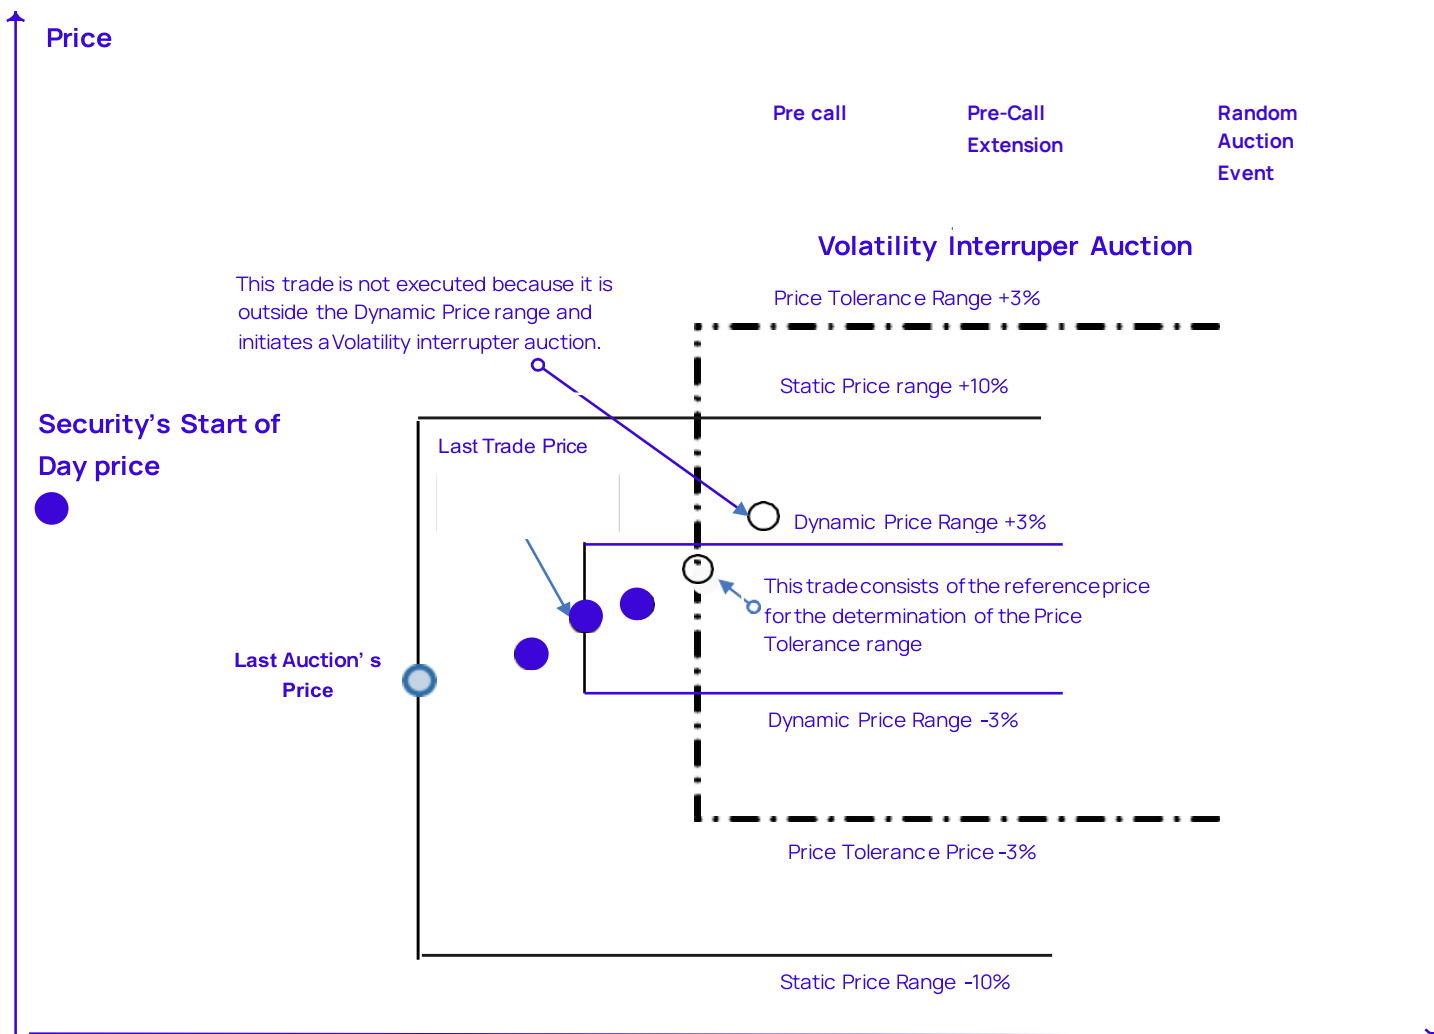 Price
Pre call
Pre-Call
Extension
Random
Auction
Event
Volatility Interruper Auction
This trade is not executed because it is
outside the Dynamic Price range and
initiates a Volatility interrupter auction.
Price Tolerance Range +3%
Static Price range +10%
Security's Start of
Day price
Last Trade Price
Dynamic Price Range +3%
This trade consists of the reference price
for the determination of the Price
Tolerance range
Last Auction' s
Price
Dynamic Price Range -3%
Price Tolerance Price -3%
Static Price Range -10%